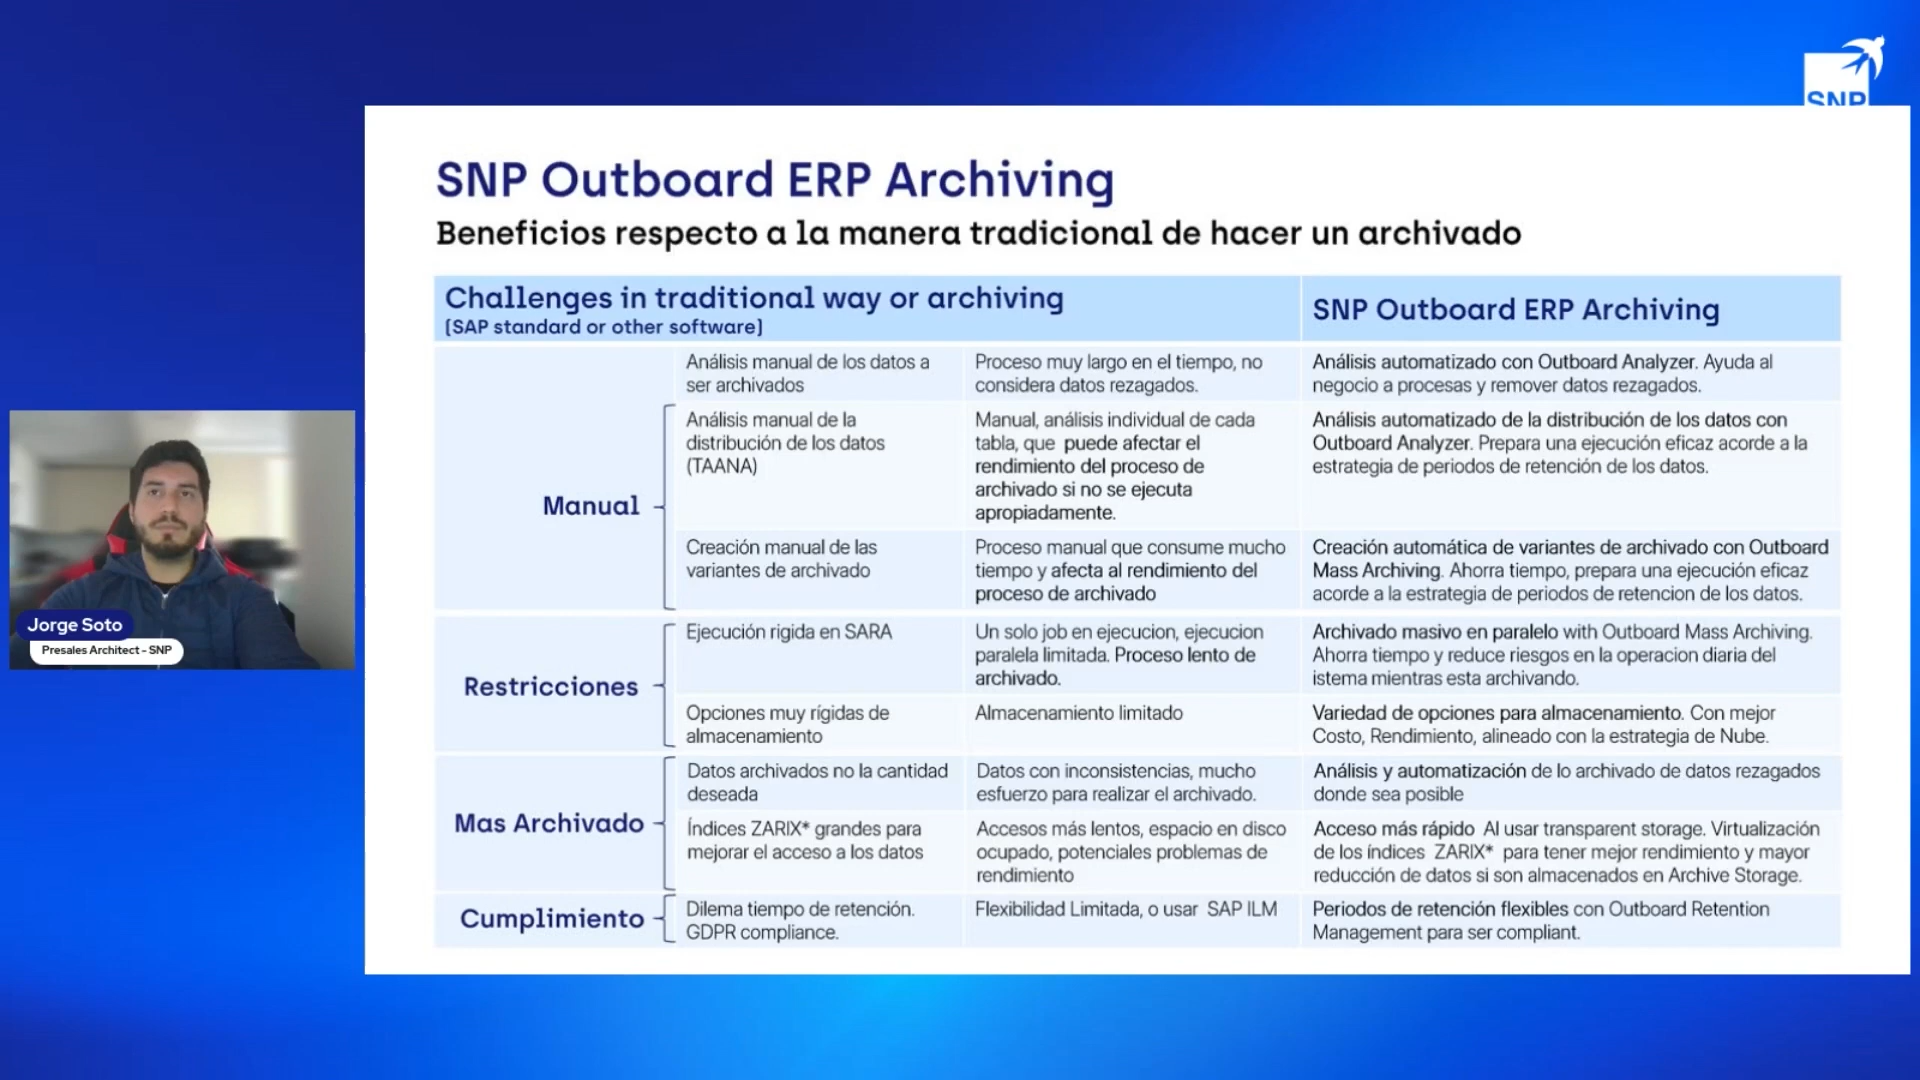 SNP
SNP Outboard ERP Archiving
Beneficios respecto a la manera tradicional de hacer un archivado
Challenges in traditional way or archiving
(SAP standard or other software)
SNP Outboard ERP Archiving
Manual
Análisis manual de los datos a
ser archivados
Proceso muy largo en el tiempo, no
considera datos rezagados.
Análisis automatizado con Outboard Analyzer. Ayuda al
negocio a procesas y remover datos rezagados.
Análisis manual de la
distribución de los datos
(TAANA)
Manual, análisis individual de cada
tabla, que puede afectar el
rendimiento del proceso de
archivado si no se ejecuta
apropiadamente.
Análisis automatizado de la distribución de los datos con
Outboard Analyzer. Prepara una ejecución eficaz acorde a la
estrategia de periodos de retención de los datos.
Creación manual de las
variantes de archivado
Proceso manual que consume mucho
tiempo y afecta al rendimiento del
proceso de archivado
Creación automática de variantes de archivado con Outboard
Mass Archiving. Ahorra tiempo, prepara una ejecución eficaz
acorde a la estrategia de periodos de retencion de los datos.
Restricciones
Ejecución rigida en SARA
Un solo job en ejecucion, ejecucion
paralela limitada. Proceso lento de
archivado.
Archivado masivo en paralelo with Outboard Mass Archiving.
Ahorra tiempo y reduce riesgos en la operacion diaria del
istema mientras esta archivando.
Opciones muy rígidas de
almacenamiento
Almacenamiento limitado
Variedad de opciones para almacenamiento. Con mejor
Costo, Rendimiento, alineado con la estrategia de Nube.
Mas Archivado
Datos archivados no la cantidad
deseada
Datos con inconsistencias, mucho
esfuerzo para realizar el archivado.
Análisis y automatización de lo archivado de datos rezagados
donde sea posible
Índices ZARIX* grandes para
mejorar el acceso a los datos
Accesos más lentos, espacio en disco
ocupado, potenciales problemas de
rendimiento
Acceso más rápido Al usar transparent storage. Virtualización
de los índices ZARIX* para tener mejor rendimiento y mayor
reducción de datos si son almacenados en Archive Storage.
Cumplimiento
Dilema tiempo de retención.
GDPR compliance.
Flexibilidad Limitada, o usar SAP ILM
Periodos de retención flexibles con Outboard Retention
Management para ser compliant.
Jorge Soto
Presales Architect - SNP